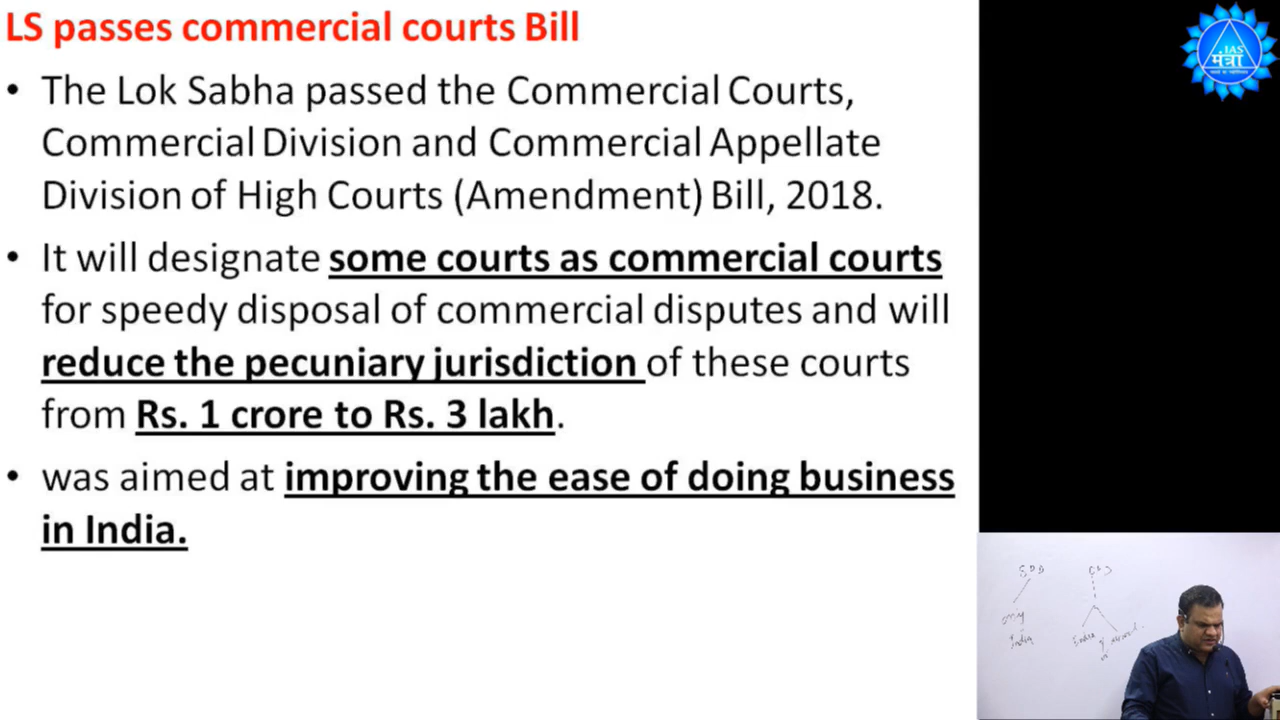 LS passes commercial courts Bill
• The Lok Sabha passed the Commercial Courts,
Commercial Division and Commercial Appellate
Division of High Courts (Amendment) Bill, 2018.
• It will designate some courts as commercial courts
for speedy disposal of commercial disputes and will
reduce the pecuniary jurisdiction of these courts
from Rs. 1 crore to Rs. 3 lakh.
• was aimed at improving the ease of doing business
in India.
IAS
मंत्रा
only
India
India